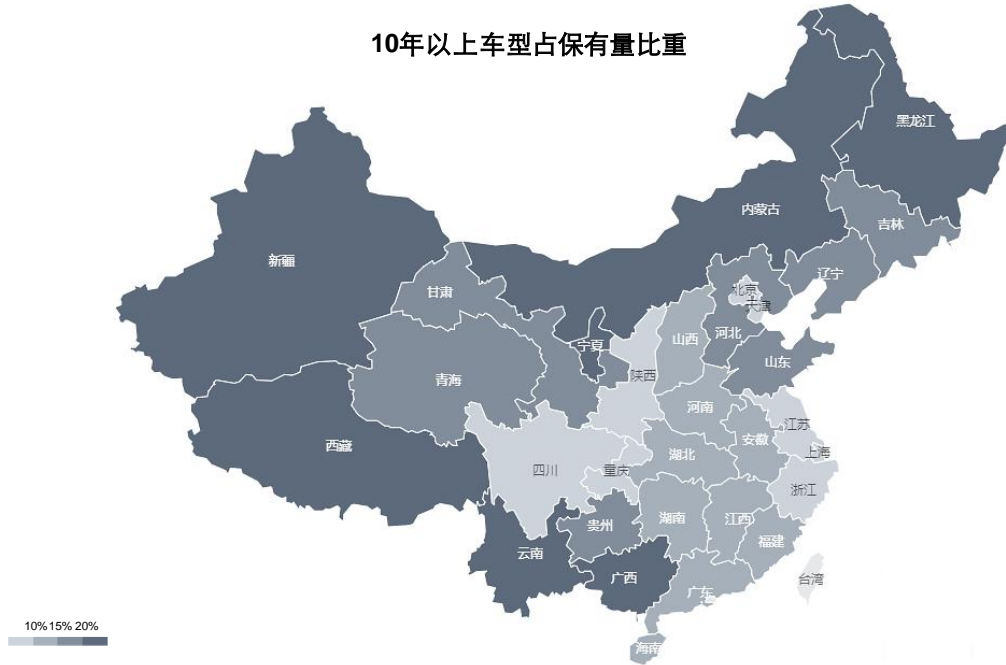 10年以上车型占保有量比重
黑龙江
内蒙古
吉林
新疆
辽宁
甘肃
北京
天津
宁夏
河北
山西
山东
陕西
青海
河南
江苏
安徽
西藏
上海
湖北
四川
重庆
浙江
湖南
江西
贵州
福建
云南
广西
台湾
广东
海南
10% 15% 20%